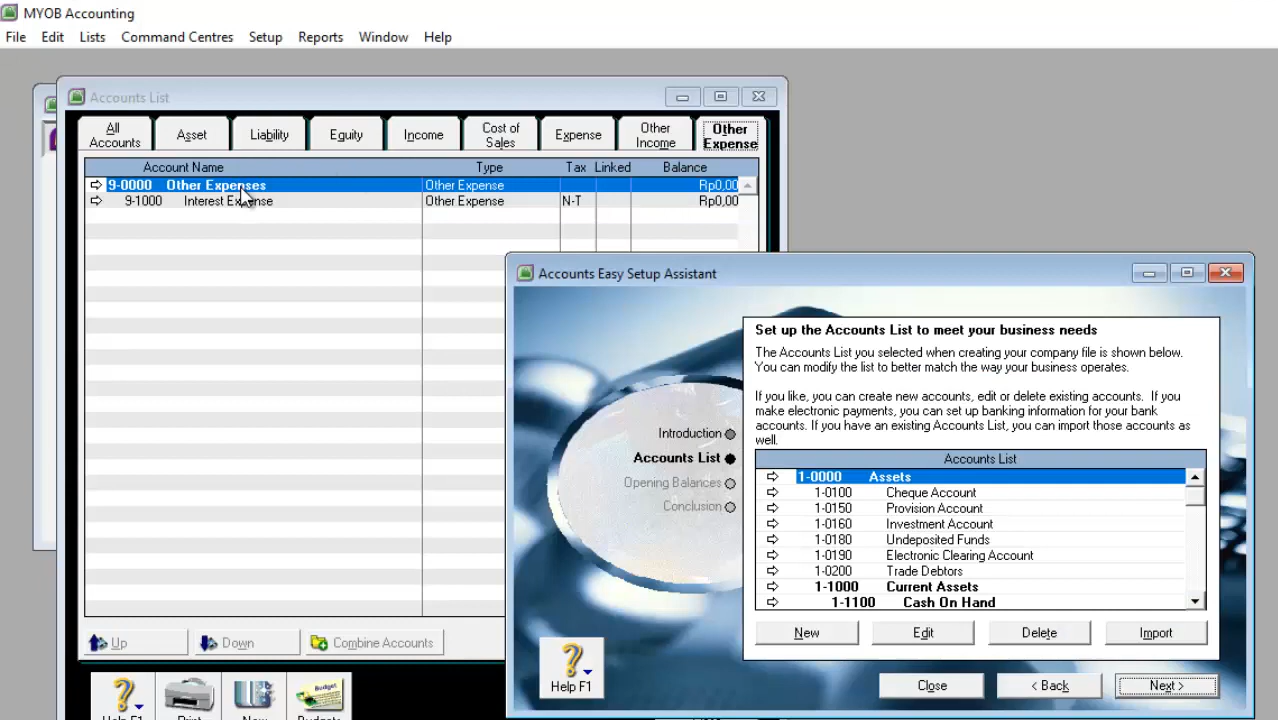 MYOB Accounting
File Edit Lists Command Centres Setup Reports Window Help
Accounts List
All Accounts Asset Liability Equity Income Cost of Sales Expense Other Income Other Expense
Account Name Type Tax Linked Balance
9-0000 Other Expenses Other Expense Rp0,00
9-1000 Interest Expense Other Expense N-T Rp0,00
Up Down Combine Accounts
Help F1 Print New Budgets
Accounts Easy Setup Assistant
Introduction
Accounts List
Opening Balances
Conclusion
Help F1
Set up the Accounts List to meet your business needs
The Accounts List you selected when creating your company file is shown below.
You can modify the list to better match the way your business operates.
If you like, you can create new accounts, edit or delete existing accounts. If you
make electronic payments, you can set up banking information for your bank
accounts. If you have an existing Accounts List, you can import those accounts as
well.
Accounts List
1-0000 Assets
1-0100 Cheque Account
1-0150 Provision Account
1-0160 Investment Account
1-0180 Undeposited Funds
1-0190 Electronic Clearing Account
1-0200 Trade Debtors
1-1000 Current Assets
1-1100 Cash On Hand
New Edit Delete Import
Close < Back Next >